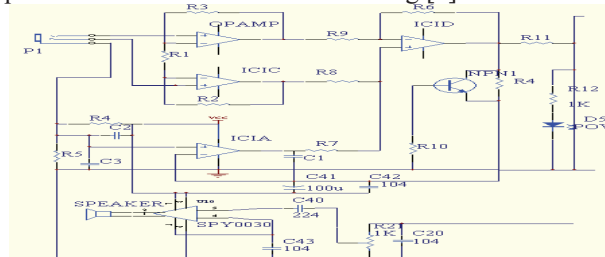 R3
OPAMP
R6
ICID
P1
R1
R9
R11
ICIC
R8
NPN1
R4
R2
R12
1K
R4
C2
Vcc
ICIA
D5
R5
C3
C1
R7
R10
C41
C42
100u
104
SPEAKER
C40
224
SPY0030
R21
1K
C20
104
C43
104